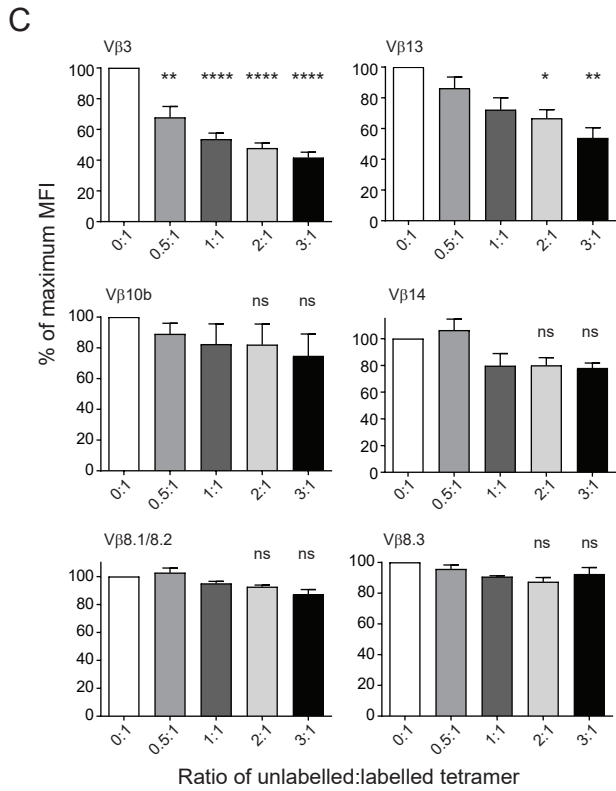 C
% of maximum MFI
Vβ3
** **** **** ****
100
80
60
40
20
0
0:1 0.5:1 1:1 2:1 3:1
Vβ13
* **
100
80
60
40
20
0
0:1 0.5:1 1:1 2:1 3:1
Vβ10b
ns ns
100
80
60
40
20
0
0:1 0.5:1 1:1 2:1 3:1
Vβ14
ns ns
100
80
60
40
20
0
0:1 0.5:1 1:1 2:1 3:1
Vβ8.1/8.2
ns ns
100
80
60
40
20
0
0:1 0.5:1 1:1 2:1 3:1
Vβ8.3
ns ns
100
80
60
40
20
0
0:1 0.5:1 1:1 2:1 3:1
Ratio of unlabelled:labelled tetramer